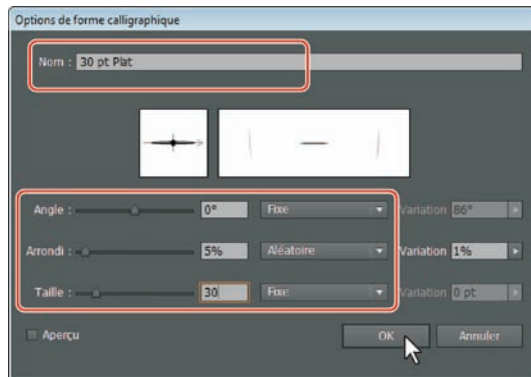 Options de forme calligraphique
Nom : 30 pt Plat
Angle : 0° Fixe Variation 86°
Arrondi : 5% Aléatoire Variation 1%
Taille : 30 Fixe Variation 0 pt
Aperçu OK Annuler